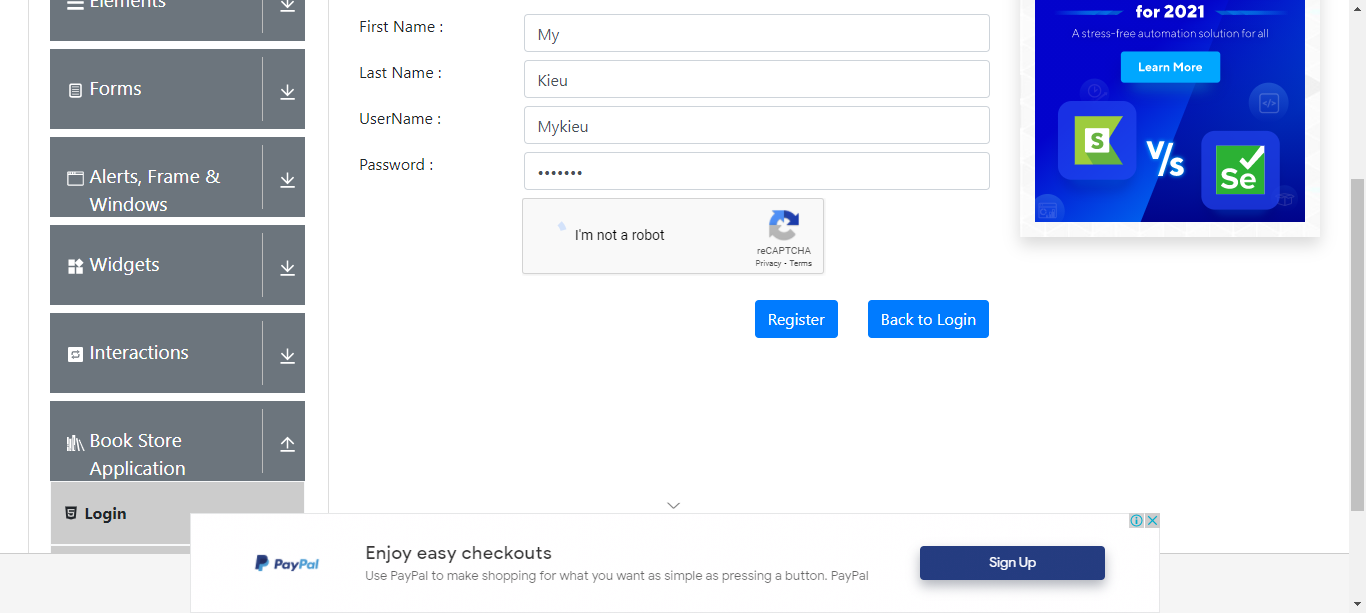 Elements
Forms
Alerts, Frame &
Windows
Widgets
Interactions
Book Store
Application
Login
First Name :
My
Last Name :
Kieu
UserName :
Mykieu
Password :
•••••••
I'm not a robot
reCAPTCHA
Privacy - Terms
Register
Back to Login
for 2021
A stress-free automation solution for all
Learn More
S
V/s
Se
PayPal
Enjoy easy checkouts
Use PayPal to make shopping for what you want as simple as pressing a button. PayPal
Sign Up